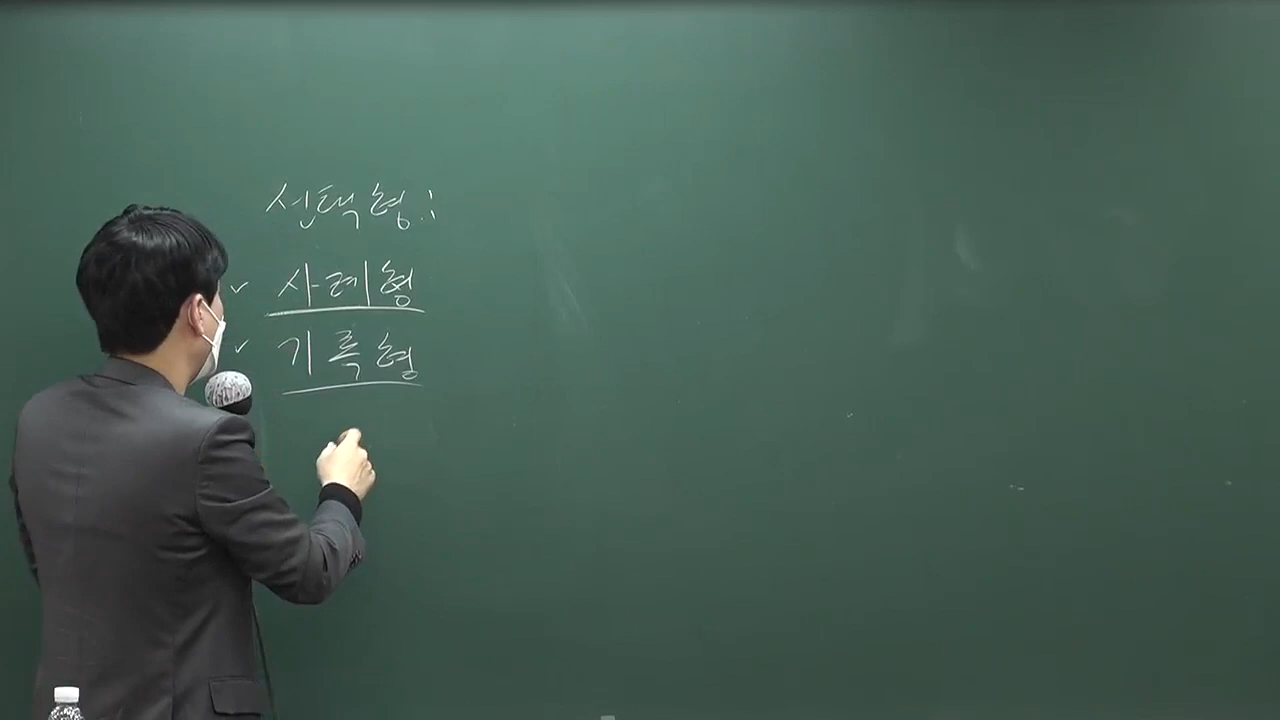 선택형 :
✓ 사례형
✓ 기록형